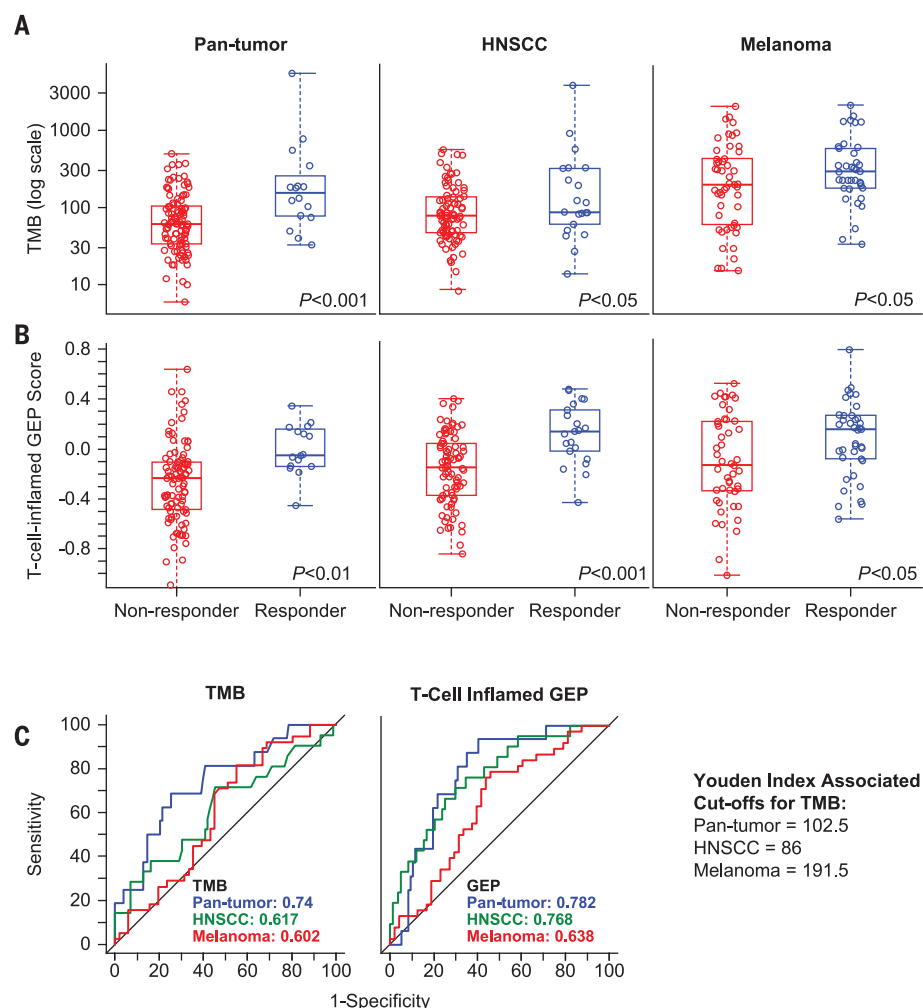 A
Pan-tumor HNSCC Melanoma
TMB (log scale)
3000
1000
300
100
30
10
P<0.001 P<0.05 P<0.05
B
T-cell-inflamed GEP Score
0.8
0.4
0.0
-0.4
-0.8
P<0.01 P<0.001 P<0.05
Non-responder Responder Non-responder Responder Non-responder Responder
C
TMB T-Cell Inflamed GEP
Sensitivity
100
80
60
40
20
0
TMB
Pan-tumor: 0.74
HNSCC: 0.617
Melanoma: 0.602
GEP
Pan-tumor: 0.782
HNSCC: 0.768
Melanoma: 0.638
0 20 40 60 80 100 0 20 40 60 80 100
1-Specificity
Youden Index Associated
Cut-offs for TMB:
Pan-tumor = 102.5
HNSCC = 86
Melanoma = 191.5